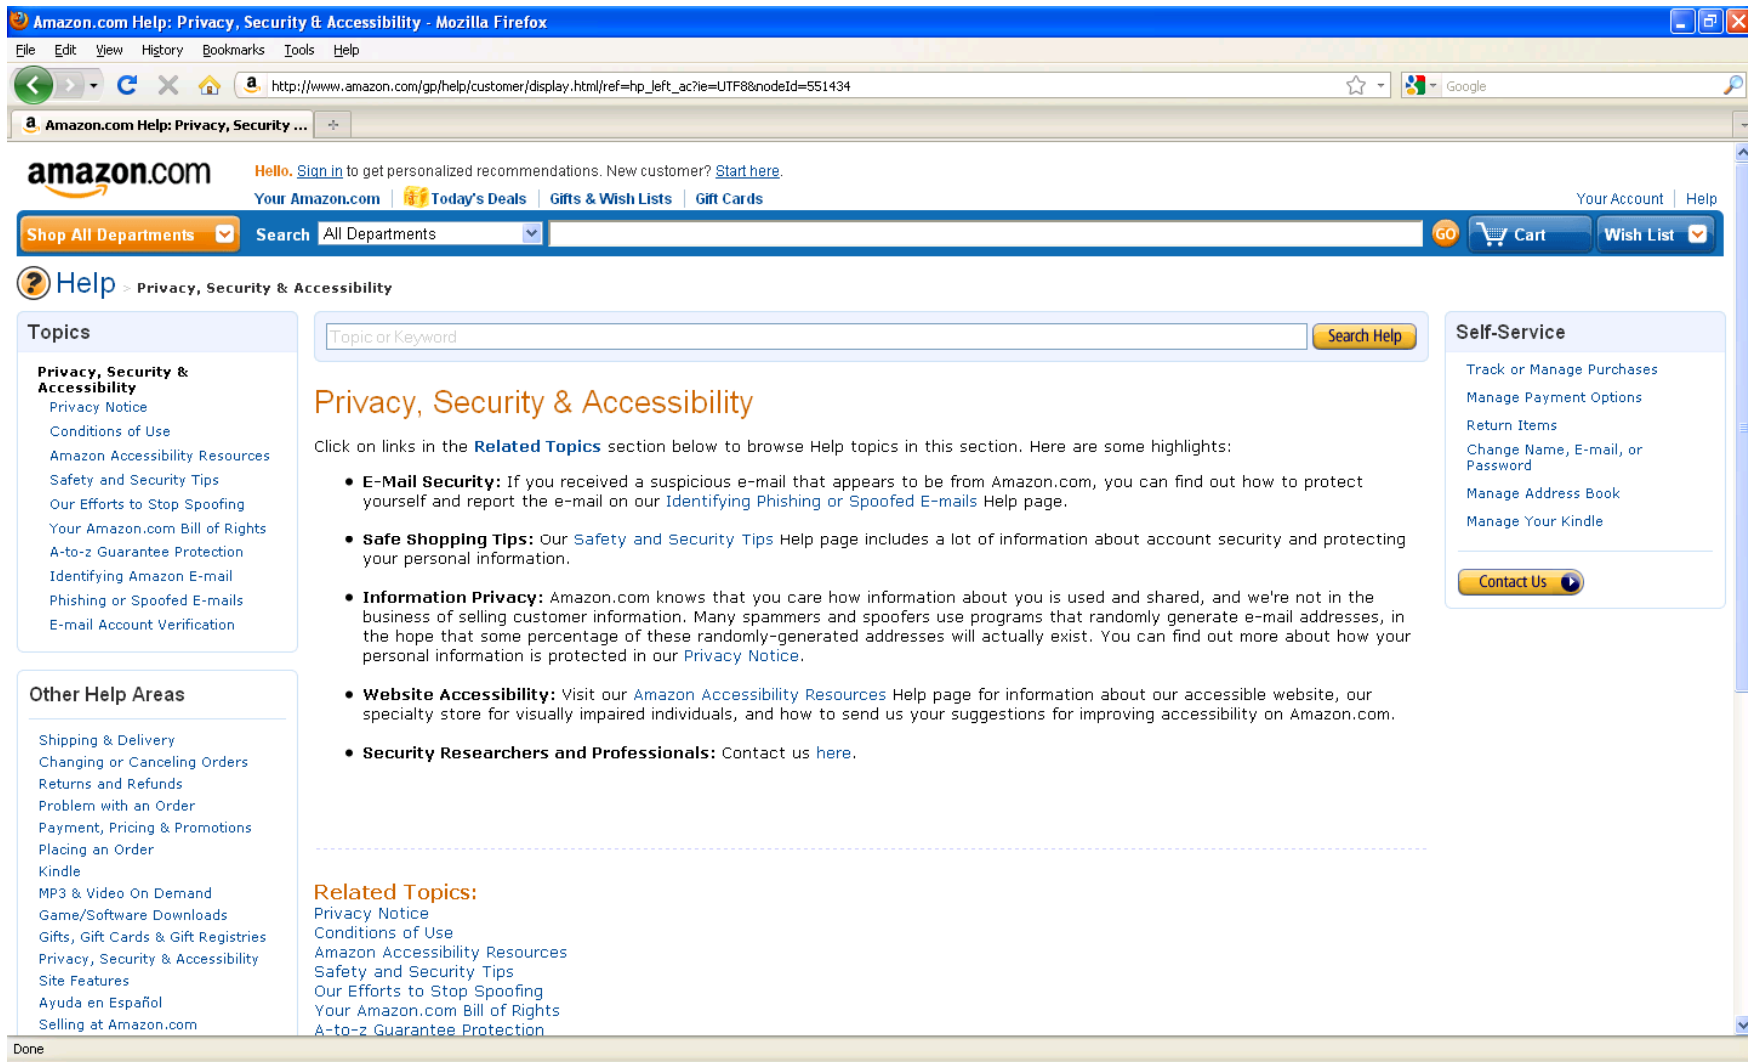 Amazon.com Help: Privacy, Security & Accessibility - Mozilla Firefox
File Edit View History Bookmarks Tools Help
http://www.amazon.com/gp/help/customer/display.html/ref=hp_left_ac?ie=UTF8&nodeId=551434
Google
Amazon.com Help: Privacy, Security ...
amazon.com
Hello. Sign in to get personalized recommendations. New customer? Start here.
Your Amazon.com Today's Deals Gifts & Wish Lists Gift Cards
Your Account Help
Shop All Departments Search All Departments GO Cart Wish List
Help > Privacy, Security & Accessibility
Topics
Privacy, Security &
Accessibility
Privacy Notice
Conditions of Use
Amazon Accessibility Resources
Safety and Security Tips
Our Efforts to Stop Spoofing
Your Amazon.com Bill of Rights
A-to-z Guarantee Protection
Identifying Amazon E-mail
Phishing or Spoofed E-mails
E-mail Account Verification
Other Help Areas
Shipping & Delivery
Changing or Canceling Orders
Returns and Refunds
Problem with an Order
Payment, Pricing & Promotions
Placing an Order
Kindle
MP3 & Video On Demand
Game/Software Downloads
Gifts, Gift Cards & Gift Registries
Privacy, Security & Accessibility
Site Features
Ayuda en Español
Selling at Amazon.com
Topic or Keyword
Search Help
Privacy, Security & Accessibility
Click on links in the Related Topics section below to browse Help topics in this section. Here are some highlights:
• E-Mail Security: If you received a suspicious e-mail that appears to be from Amazon.com, you can find out how to protect
yourself and report the e-mail on our Identifying Phishing or Spoofed E-mails Help page.
• Safe Shopping Tips: Our Safety and Security Tips Help page includes a lot of information about account security and protecting
your personal information.
• Information Privacy: Amazon.com knows that you care how information about you is used and shared, and we're not in the
business of selling customer information. Many spammers and spoofers use programs that randomly generate e-mail addresses, in
the hope that some percentage of these randomly-generated addresses will actually exist. You can find out more about how your
personal information is protected in our Privacy Notice.
• Website Accessibility: Visit our Amazon Accessibility Resources Help page for information about our accessible website, our
specialty store for visually impaired individuals, and how to send us your suggestions for improving accessibility on Amazon.com.
• Security Researchers and Professionals: Contact us here.
Related Topics:
Privacy Notice
Conditions of Use
Amazon Accessibility Resources
Safety and Security Tips
Our Efforts to Stop Spoofing
Your Amazon.com Bill of Rights
A-to-z Guarantee Protection
Self-Service
Track or Manage Purchases
Manage Payment Options
Return Items
Change Name, E-mail, or
Password
Manage Address Book
Manage Your Kindle
Contact Us
Done